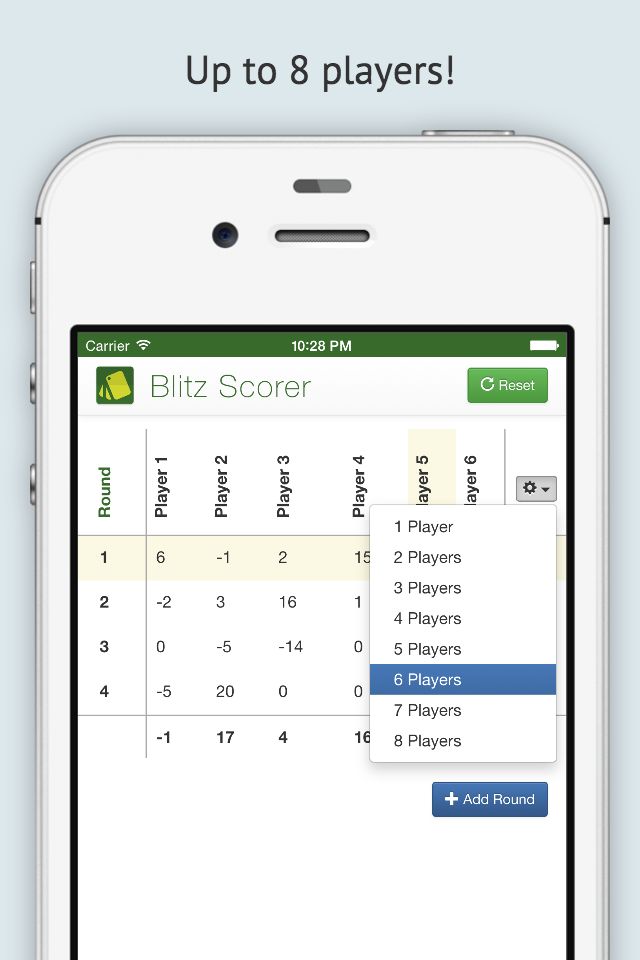 Up to 8 players!
Carrier 10:28 PM
Blitz Scorer Reset
Round Player 1 Player 2 Player 3 Player 4 layer 5 layer 6
1 Player
2 Players
3 Players
4 Players
5 Players
6 Players
7 Players
8 Players
1 6 -1 2 15
2 -2 3 16 1
3 0 -5 -14 0
4 -5 20 0 0
-1 17 4 16
Add Round